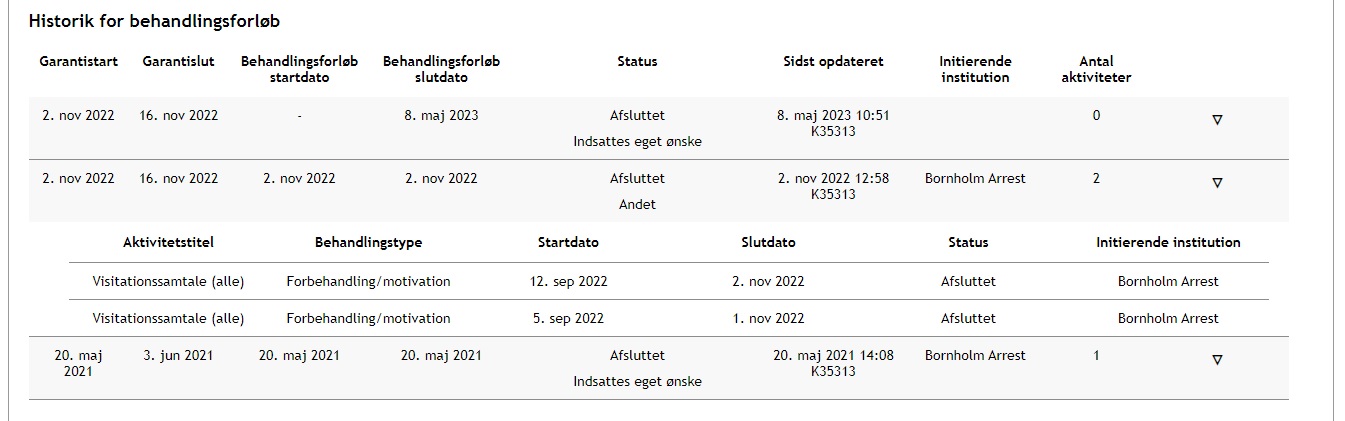 Historik for behandlingsforløb
Garantistart Garantislut Behandlingsforløb startdato Behandlingsforløb slutdato Status Sidst opdateret Initierende institution Antal aktiviteter
2. nov 2022 16. nov 2022 - 8. maj 2023 Afsluttet 8. maj 2023 10:51 0 ▽
Indsattes eget ønske K35313
2. nov 2022 16. nov 2022 2. nov 2022 2. nov 2022 Afsluttet 2. nov 2022 12:58 Bornholm Arrest 2 ▽
Andet K35313
Aktivitetstitel Behandlingstype Startdato Slutdato Status Initierende institution
Visitationssamtale (alle) Forbehandling/motivation 12. sep 2022 2. nov 2022 Afsluttet Bornholm Arrest
Visitationssamtale (alle) Forbehandling/motivation 5. sep 2022 1. nov 2022 Afsluttet Bornholm Arrest
20. maj 2021 3. jun 2021 20. maj 2021 20. maj 2021 Afsluttet 20. maj 2021 14:08 Bornholm Arrest 1 ▽
Indsattes eget ønske K35313